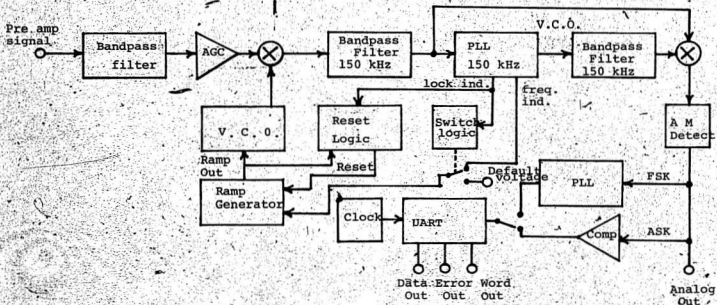 Pre.amp
signal
Bandpass
filter
AGC
Bandpass
Filter
150 kHz
PLL
150 kHz
V.C.O.
Bandpass
Filter
150 kHz
lock ind.
freq.
ind.
V. C. O.
Reset
Logic
Switch
logic
A M
Detect
Ramp
Out
Reset
Default
voltage
PLL
FSK
Ramp
Generator
Clock
UART
Comp
ASK
Data Error Word
Out Out Out
Analog
Out